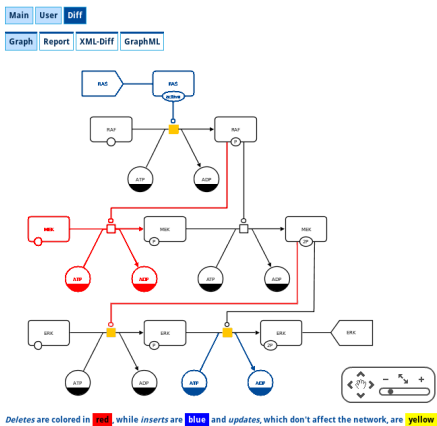 Main User Diff
Graph Report XML-Diff GraphML
RAS RAS
active
RAF RAF
P
ATP ADP
MEK MEK MEK
P 2P
ATP ADP ATP ADP
ERK ERK ERK ERK
P 2P
ATP ADP ATP ADP
Deletes are colored in red, while inserts are blue and updates, which don't affect the network, are yellow